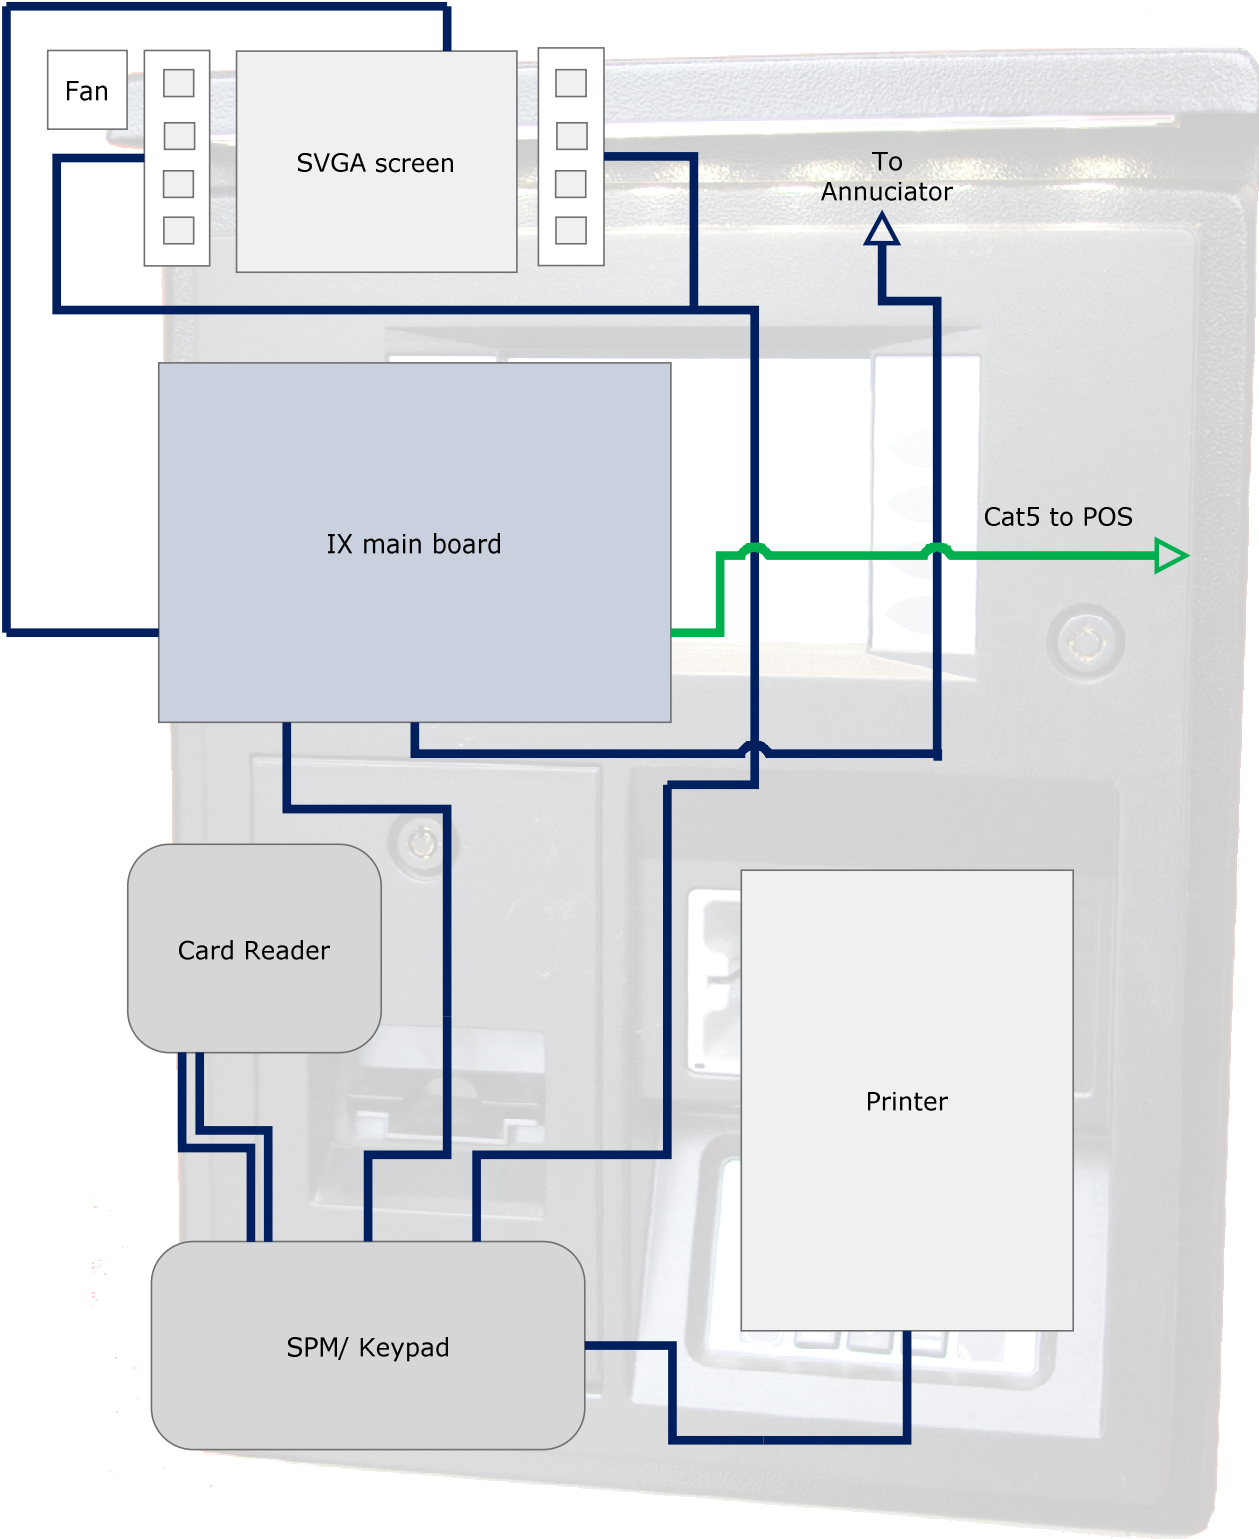 Fan
SVGA screen
To
Annuciator
Cat5 to POS
IX main board
Card Reader
Printer
SPM/ Keypad